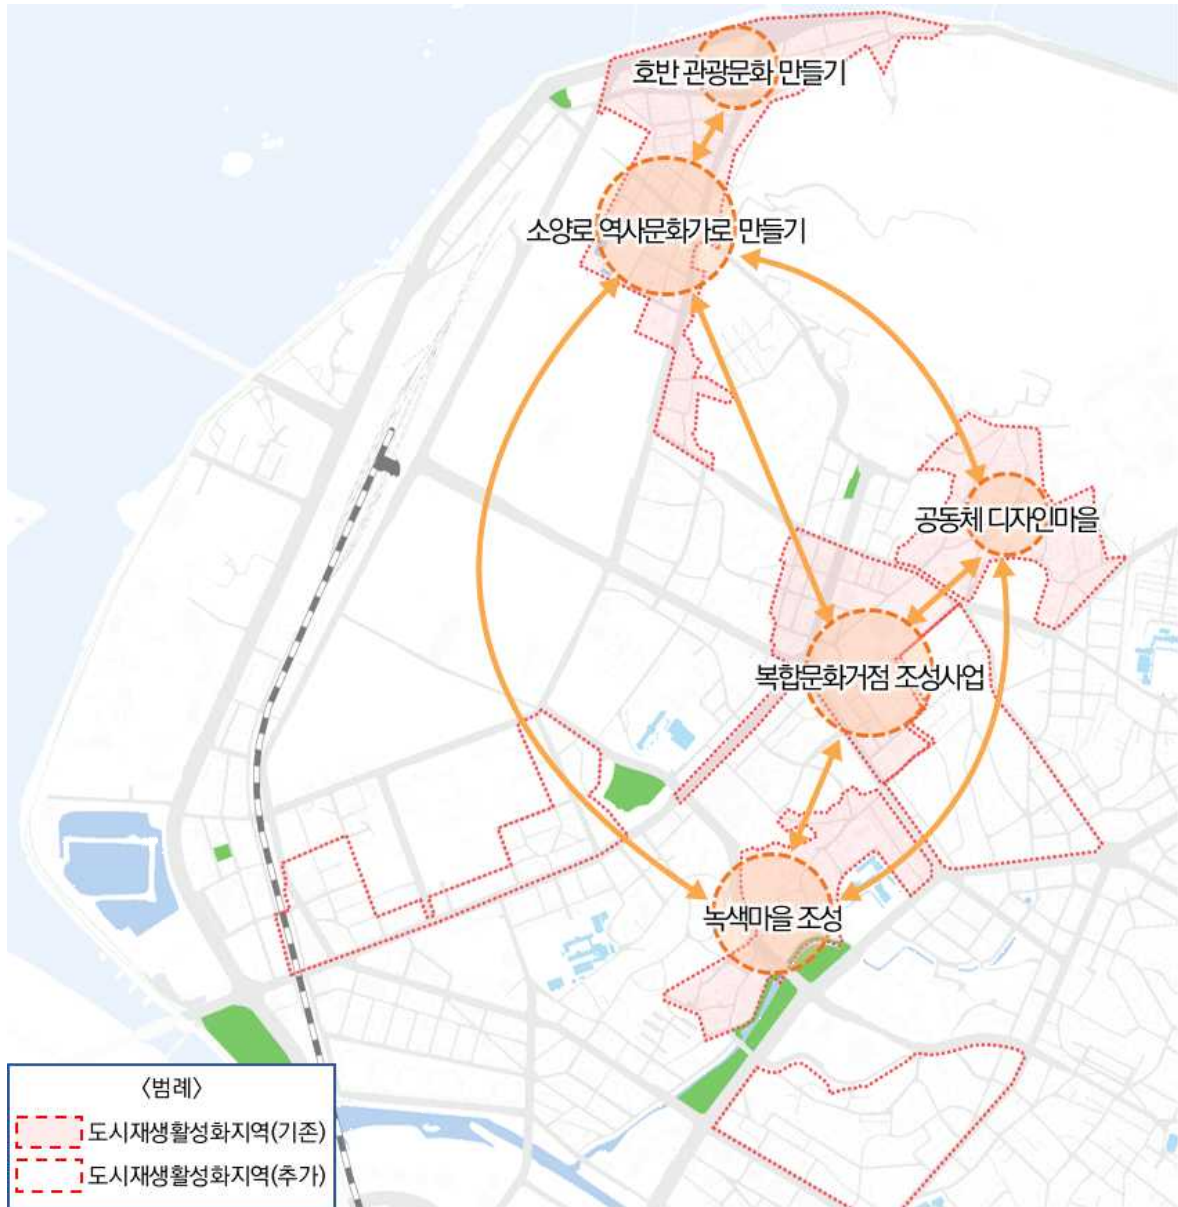 호반 관광문화 만들기
소양로 역사문화가로 만들기
공동체 디자인마을
복합문화거점 조성사업
녹색마을 조성
〈범례〉
도시재생활성화지역(기존)
도시재생활성화지역(추가)